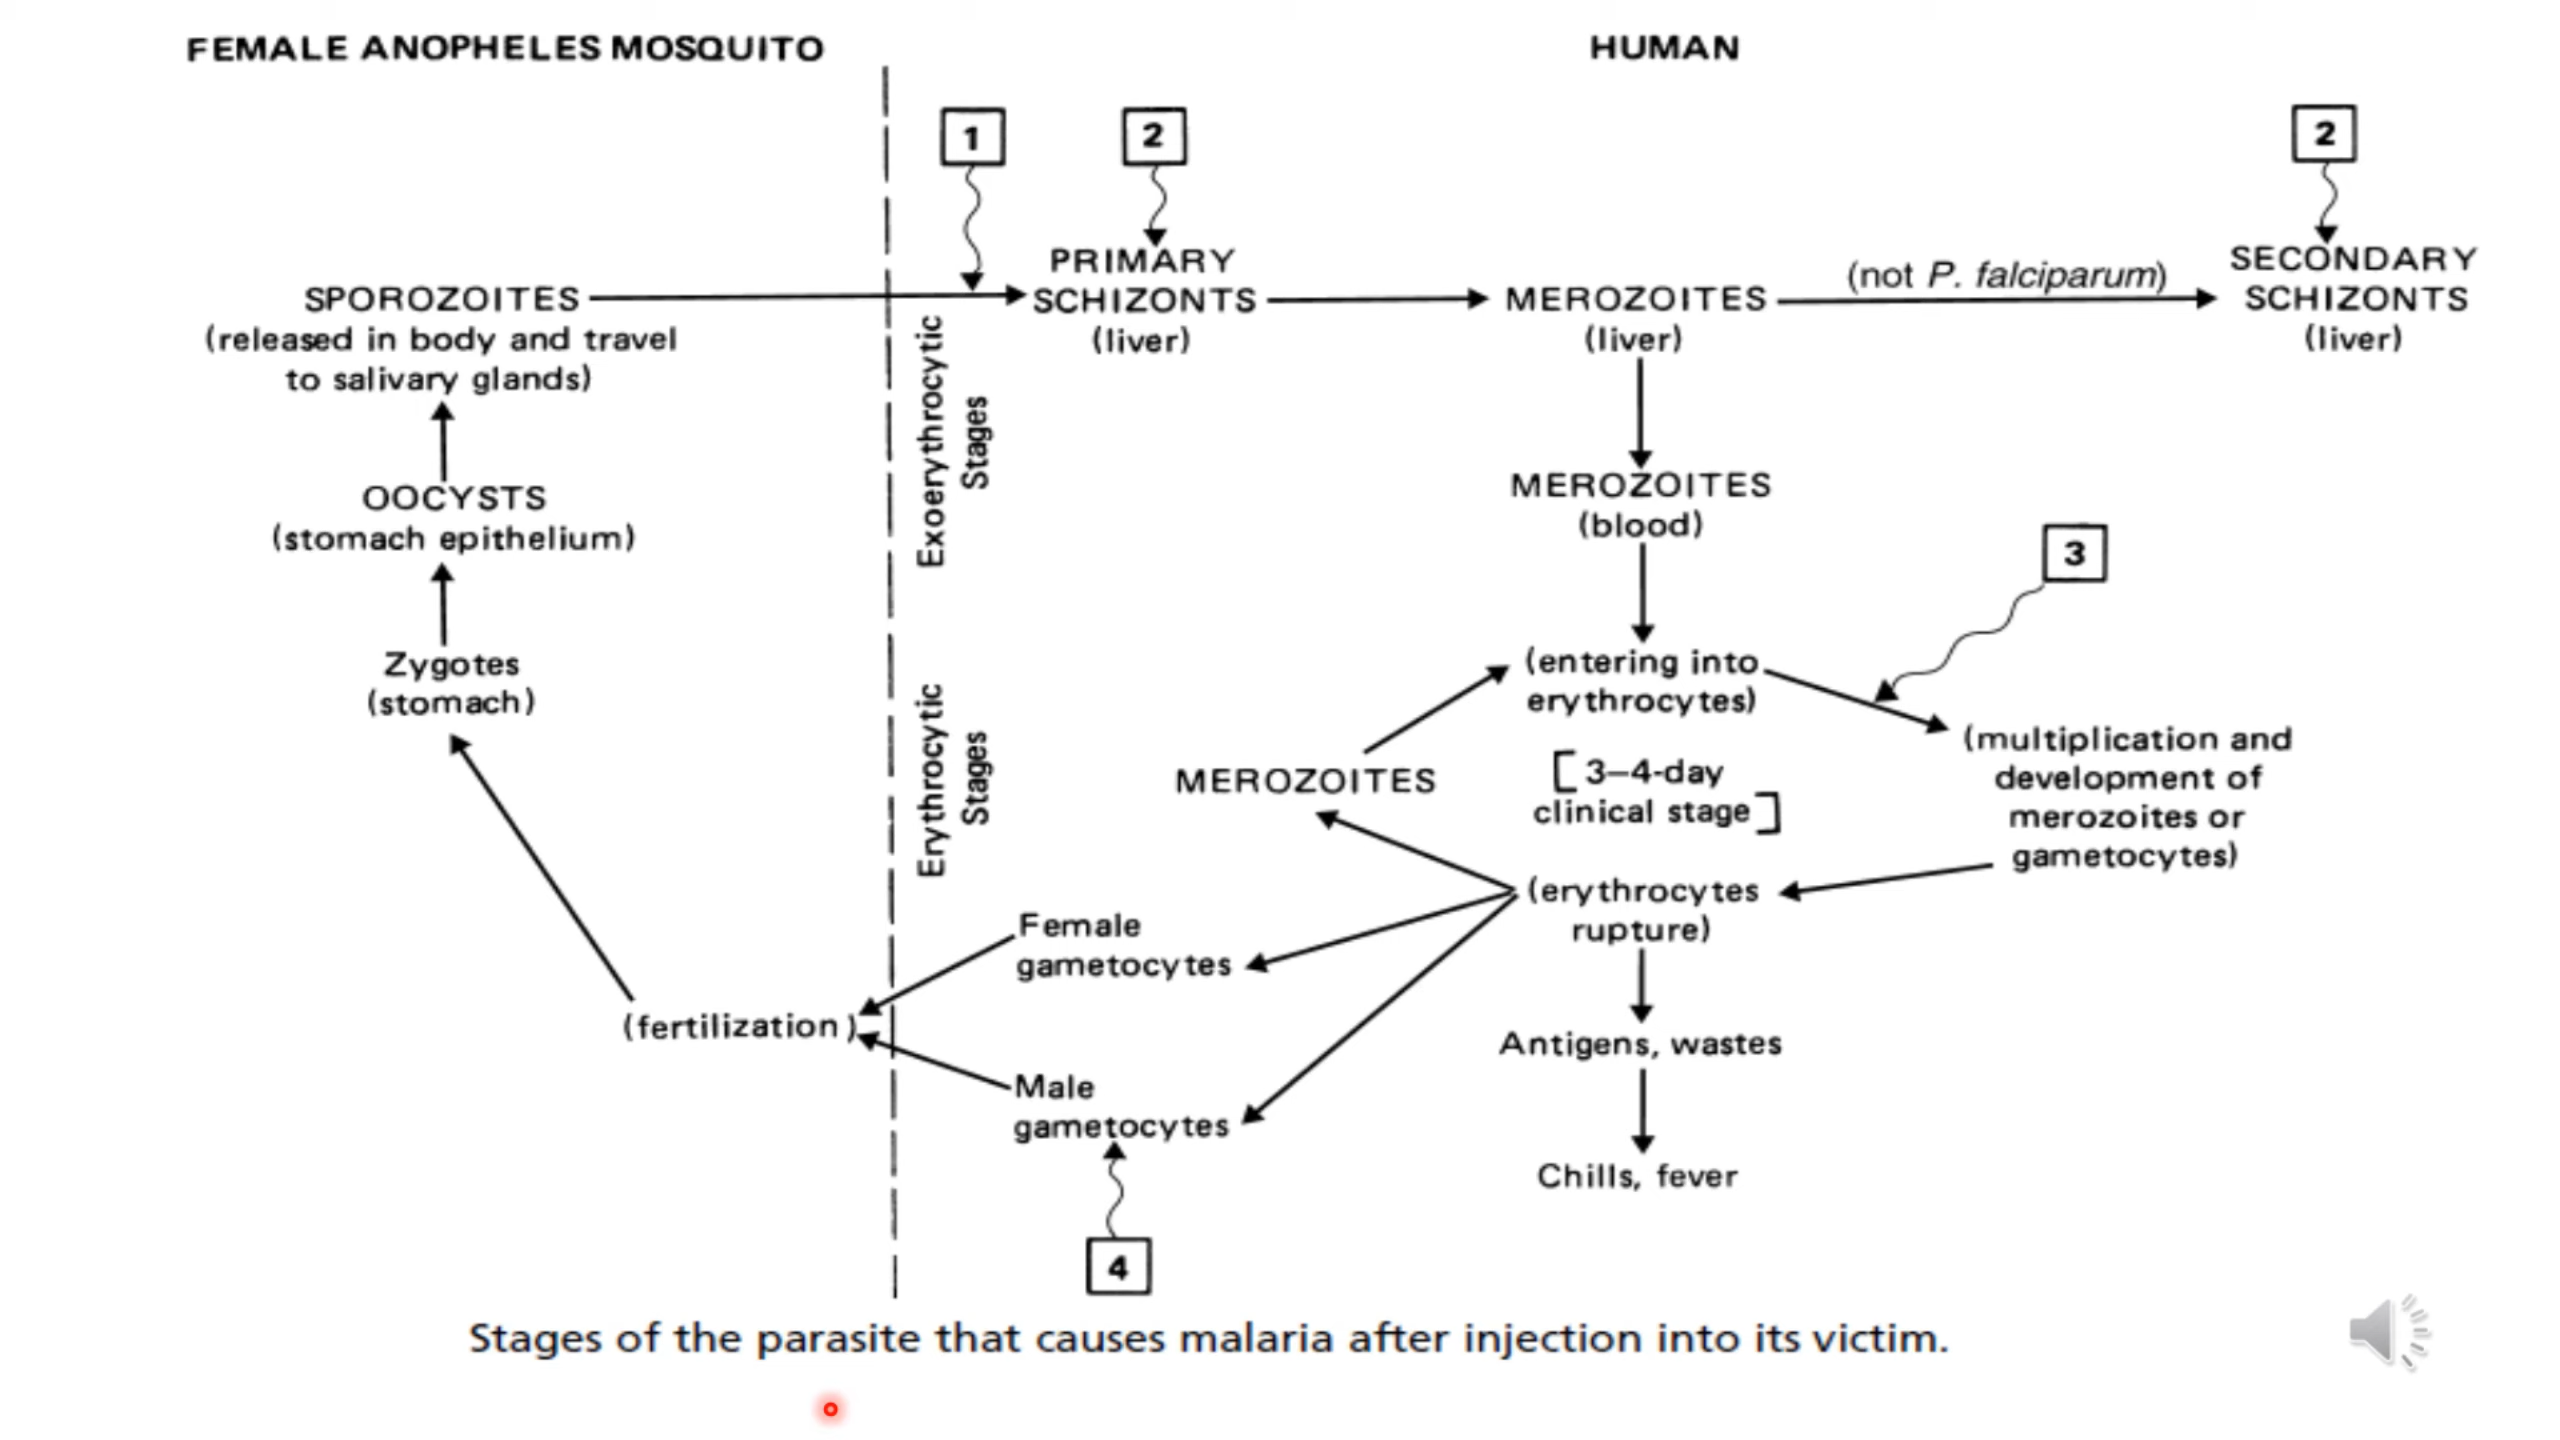 FEMALE ANOPHELES MOSQUITO
HUMAN
1
2
2
SPOROZOITES
(released in body and travel
to salivary glands)
PRIMARY
SCHIZONTS
(liver)
MEROZOITES
(liver)
(not P. falciparum)
SECONDARY
SCHIZONTS
(liver)
Exoerythrocytic
Stages
OOCYSTS
(stomach epithelium)
MEROZOITES
(blood)
3
Zygotes
(stomach)
Erythrocytic
Stages
(entering into
erythrocytes)
(multiplication and
development of
merozoites or
gametocytes)
MEROZOITES
[3–4-day
clinical stage]
(erythrocytes
rupture)
Female
gametocytes
(fertilization)
Male
gametocytes
Antigens, wastes
Chills, fever
4
Stages of the parasite that causes malaria after injection into its victim.